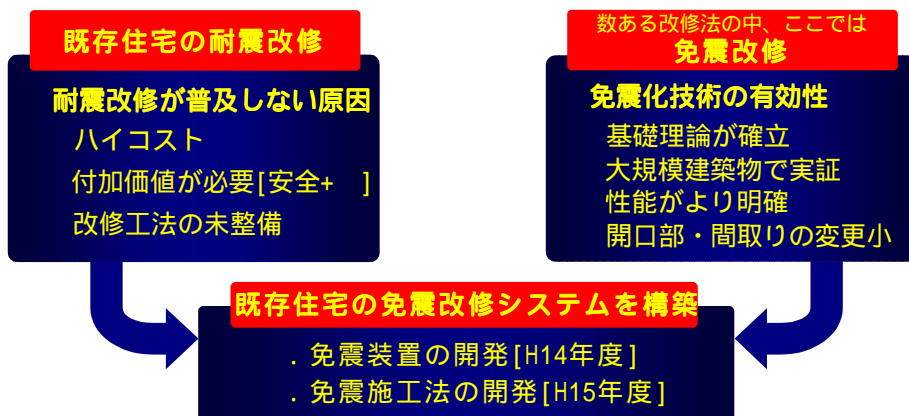 既存住宅の耐震改修
耐震改修が普及しない原因
ハイコスト
付加価値が必要[安全+　]
改修工法の未整備
数ある改修法の中、ここでは
免震改修
免震化技術の有効性
基礎理論が確立
大規模建築物で実証
性能がより明確
開口部・間取りの変更小
既存住宅の免震改修システムを構築
. 免震装置の開発[H14年度]
. 免震施工法の開発[H15年度]